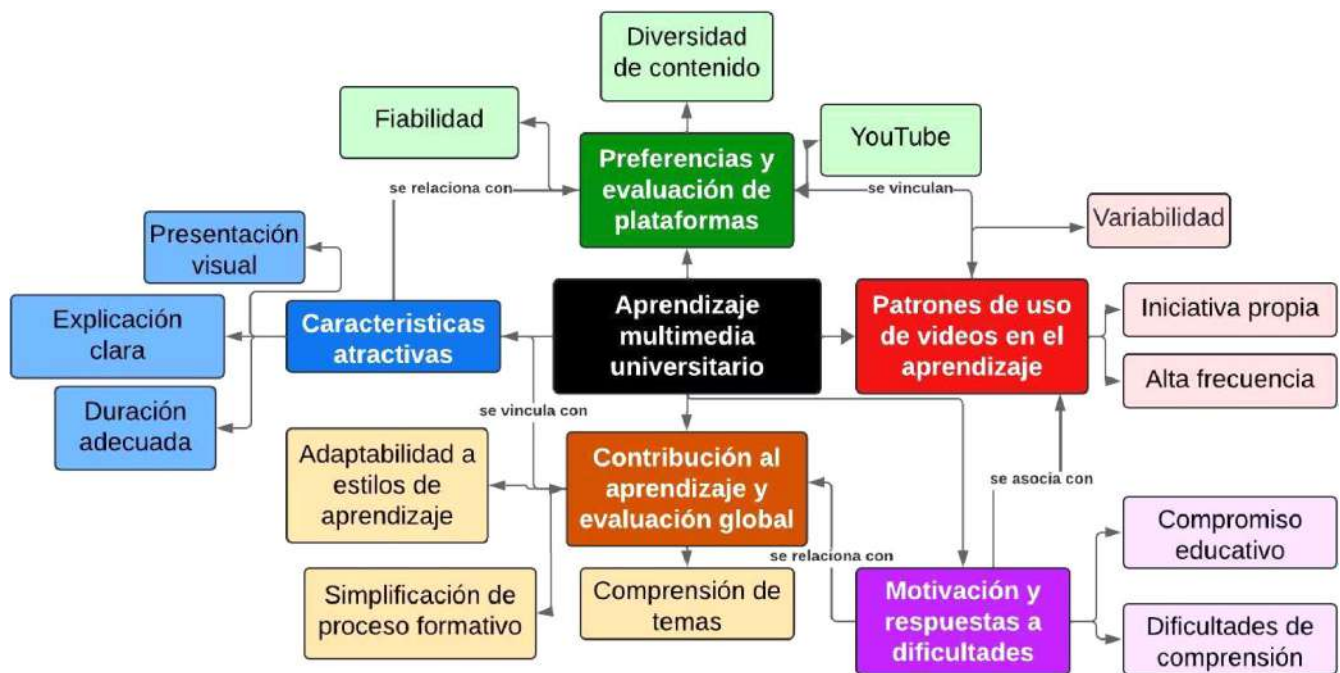 Diversidad
de contenido
Fiabilidad
YouTube
Preferencias y
evaluación de
plataformas
se relaciona con
se vinculan
Variabilidad
Presentación
visual
Explicación
clara
Duración
adecuada
Caracteristicas
atractivas
Aprendizaje
multimedia
universitario
Patrones de uso
de videos en el
aprendizaje
Iniciativa propia
Alta frecuencia
se vincula con
Adaptabilidad a
estilos de
aprendizaje
Simplificación de
proceso formativo
Contribución al
aprendizaje y
evaluación global
Comprensión de
temas
se relaciona con
se asocia con
Motivación y
respuestas a
dificultades
Compromiso
educativo
Dificultades de
comprensión